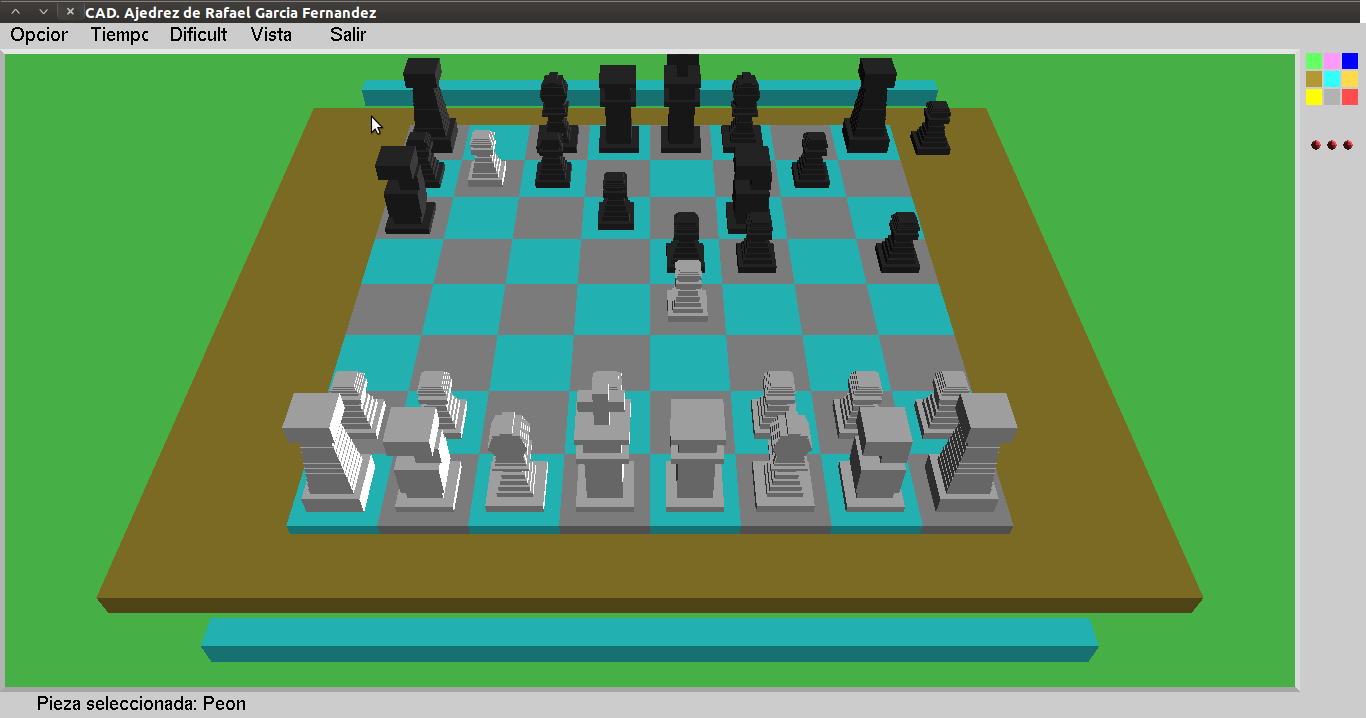 CAD. Ajedrez de Rafael Garcia Fernandez
Opcior Tiempc Dificult Vista Salir
Pieza seleccionada: Peon